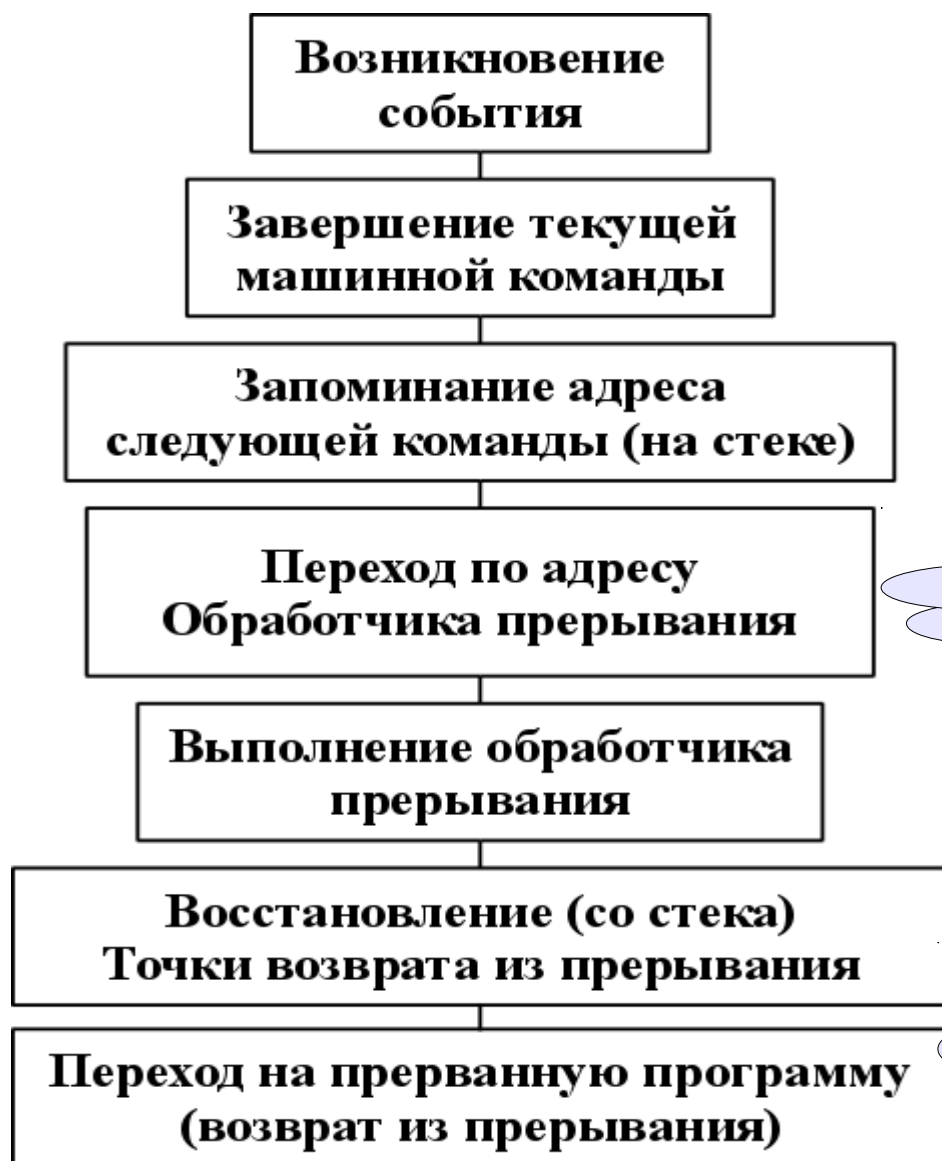 Возникновение
события
Завершение текущей
машинной команды
Запоминание адреса
следующей команды (на стеке)
Переход по адресу
Обработчика прерывания
Выполнение обработчика
прерывания
Восстановление (со стека)
Точки возврата из прерывания
Переход на прерванную программу
(возврат из прерывания)